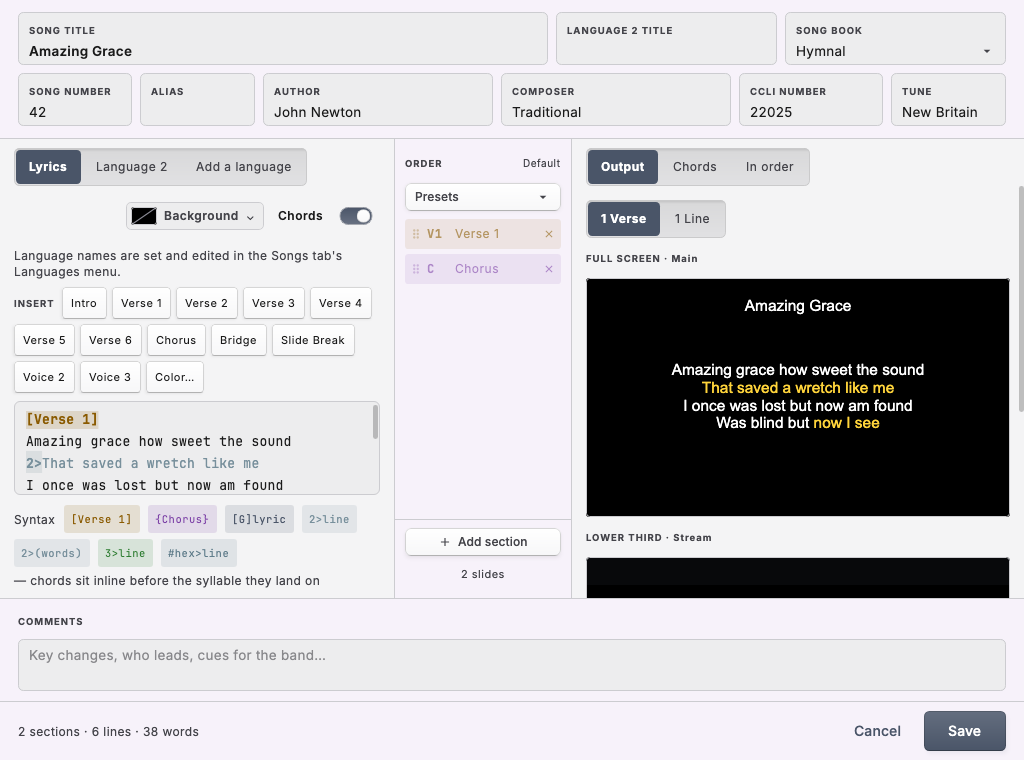 SONG TITLE
Amazing Grace
LANGUAGE 2 TITLE
SONG BOOK
Hymnal
SONG NUMBER
42
ALIAS
AUTHOR
John Newton
COMPOSER
Traditional
CCLI NUMBER
22025
TUNE
New Britain
Lyrics
Language 2
Add a language
Background
Chords
Language names are set and edited in the Songs tab's
Languages menu.
INSERT
Intro
Verse 1
Verse 2
Verse 3
Verse 4
Verse 5
Verse 6
Chorus
Bridge
Slide Break
Voice 2
Voice 3
Color...
[Verse 1]
Amazing grace how sweet the sound
2>That saved a wretch like me
I once was lost but now am found
Syntax
[Verse 1]
{Chorus}
[G]lyric
2>line
2>(words)
3>line
#hex>line
— chords sit inline before the syllable they land on
ORDER
Default
Presets
V1 Verse 1 ×
C Chorus ×
+ Add section
2 slides
Output
Chords
In order
1 Verse
1 Line
FULL SCREEN · Main
Amazing Grace
Amazing grace how sweet the sound
That saved a wretch like me
I once was lost but now am found
Was blind but now I see
LOWER THIRD · Stream
COMMENTS
Key changes, who leads, cues for the band...
2 sections · 6 lines · 38 words
Cancel
Save